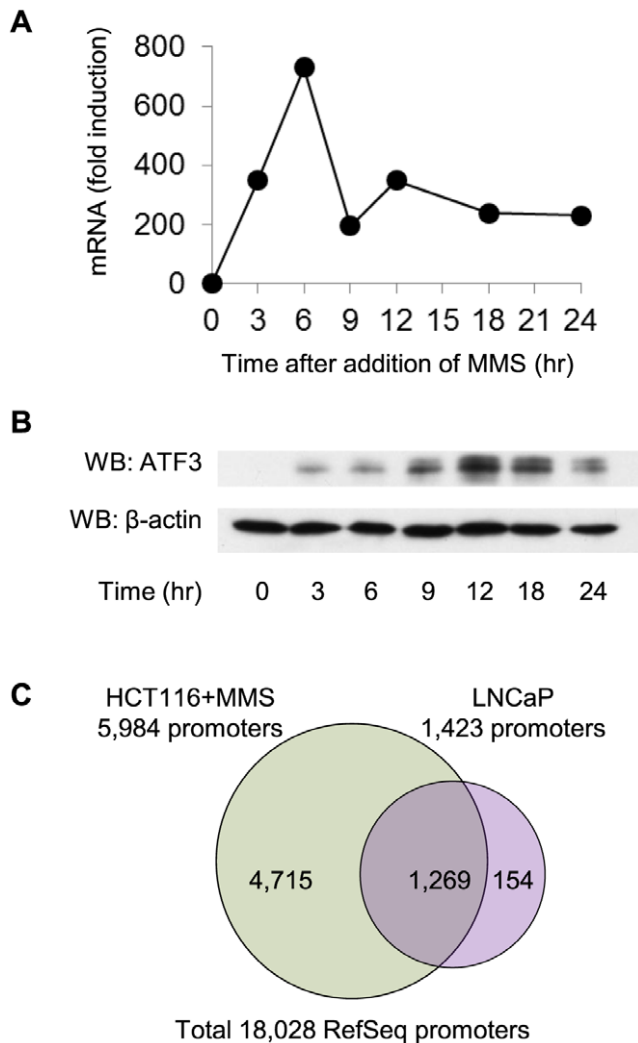 A
800
600
400
200
0
mRNA (fold induction)
0 3 6 9 12 15 18 21 24
Time after addition of MMS (hr)
B
WB: ATF3
WB: β-actin
Time (hr) 0 3 6 9 12 18 24
C
HCT116+MMS
5,984 promoters
LNCaP
1,423 promoters
4,715 1,269 154
Total 18,028 RefSeq promoters